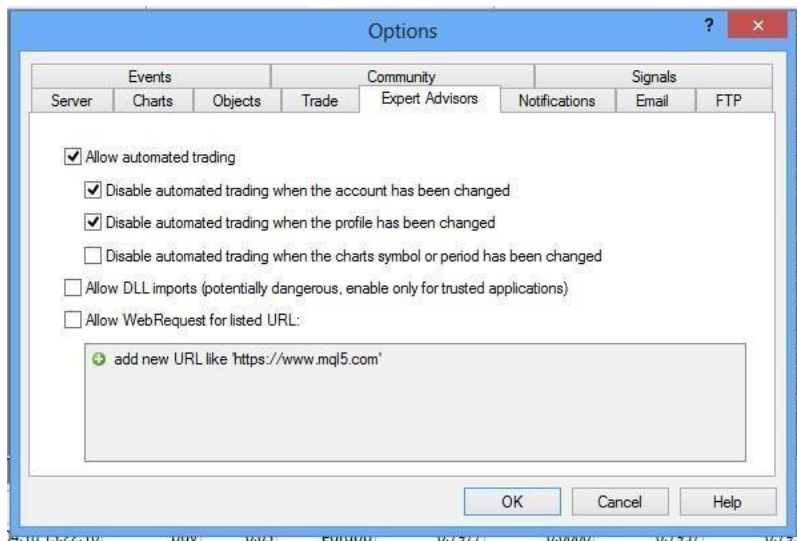 Options
?
Events Community Signals
Server Charts Objects Trade Expert Advisors Notifications Email FTP
Allow automated trading
Disable automated trading when the account has been changed
Disable automated trading when the profile has been changed
Disable automated trading when the charts symbol or period has been changed
Allow DLL imports (potentially dangerous, enable only for trusted applications)
Allow WebRequest for listed URL:
add new URL like 'https://www.mql5.com'
OK Cancel Help